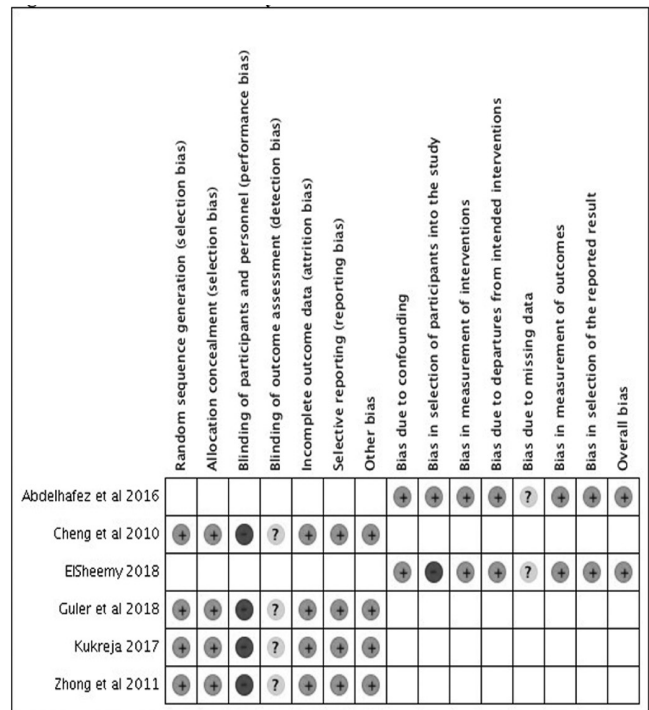 Random sequence generation (selection bias)
Allocation concealment (selection bias)
Blinding of participants and personnel (performance bias)
Blinding of outcome assessment (detection bias)
Incomplete outcome data (attrition bias)
Selective reporting (reporting bias)
Other bias
Bias due to confounding
Bias in selection of participants into the study
Bias in measurement of interventions
Bias due to departures from intended interventions
Bias due to missing data
Bias in measurement of outcomes
Bias in selection of the reported result
Overall bias
Abdelhafez et al 2016 + + + + ? + + +
Cheng et al 2010 + + - ? + + +
ElSheemy 2018 + - + + ? + + +
Guler et al 2018 + + - ? + + +
Kukreja 2017 + + - ? + + +
Zhong et al 2011 + + - ? + + +